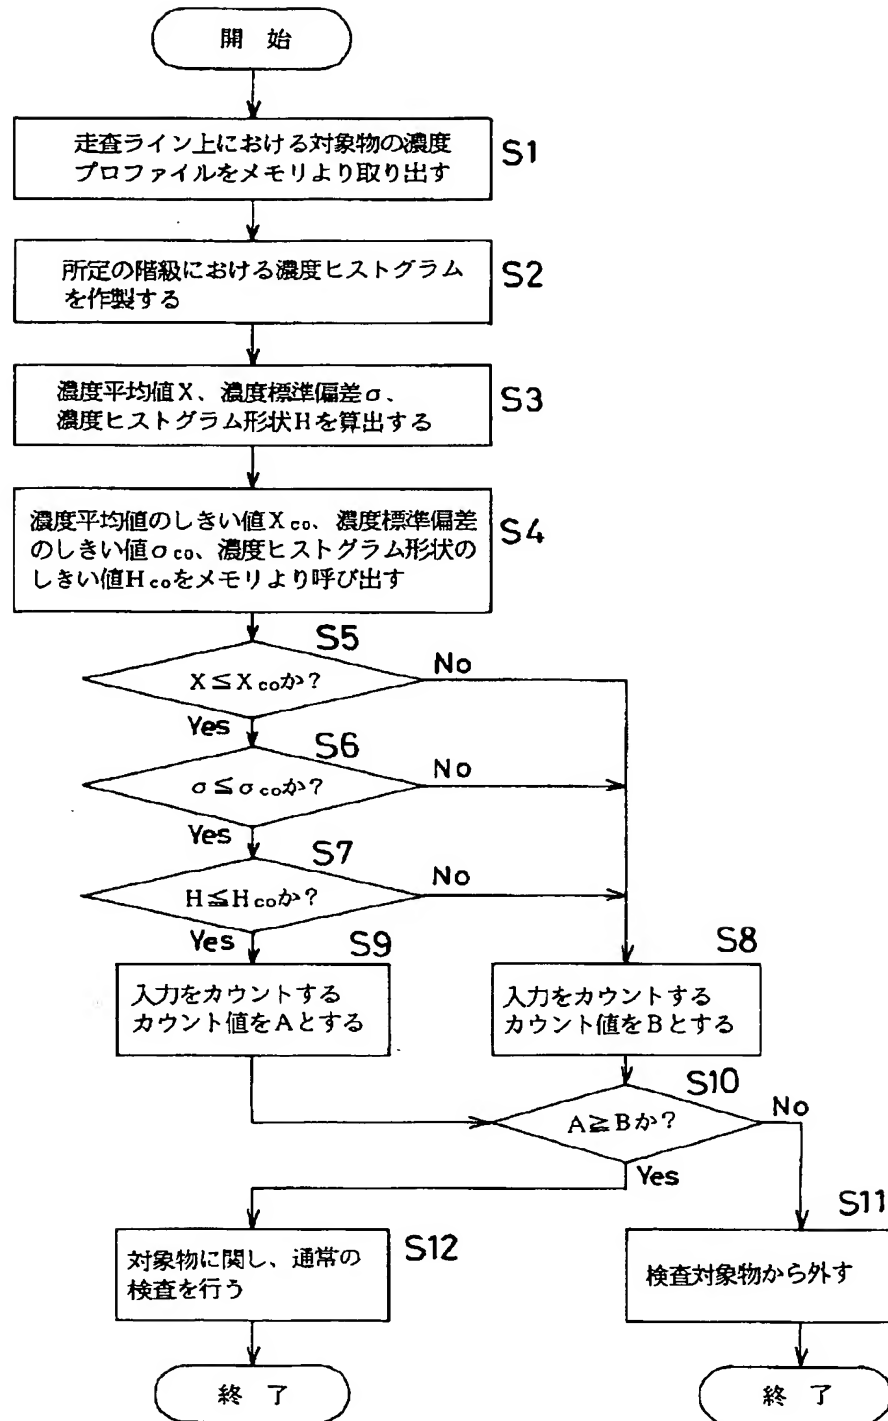 開 始
走査ライン上における対象物の濃度
プロファイルをメモリより取り出す
S1
所定の階級における濃度ヒストグラム
を作製する
S2
濃度平均値X、濃度標準偏差σ、
濃度ヒストグラム形状Hを算出する
S3
濃度平均値のしきい値Xco、濃度標準偏差
のしきい値σco、濃度ヒストグラム形状の
しきい値Hcoをメモリより呼び出す
S4
S5
X≦Xcoか?
No
Yes
S6
σ≦σcoか?
No
Yes
S7
H≦Hcoか?
No
Yes
S9
入力をカウントする
カウント値をAとする
S8
入力をカウントする
カウント値をBとする
S10
A≧Bか?
No
Yes
S12
対象物に関し、通常の
検査を行う
S11
検査対象物から外す
終 了
終 了